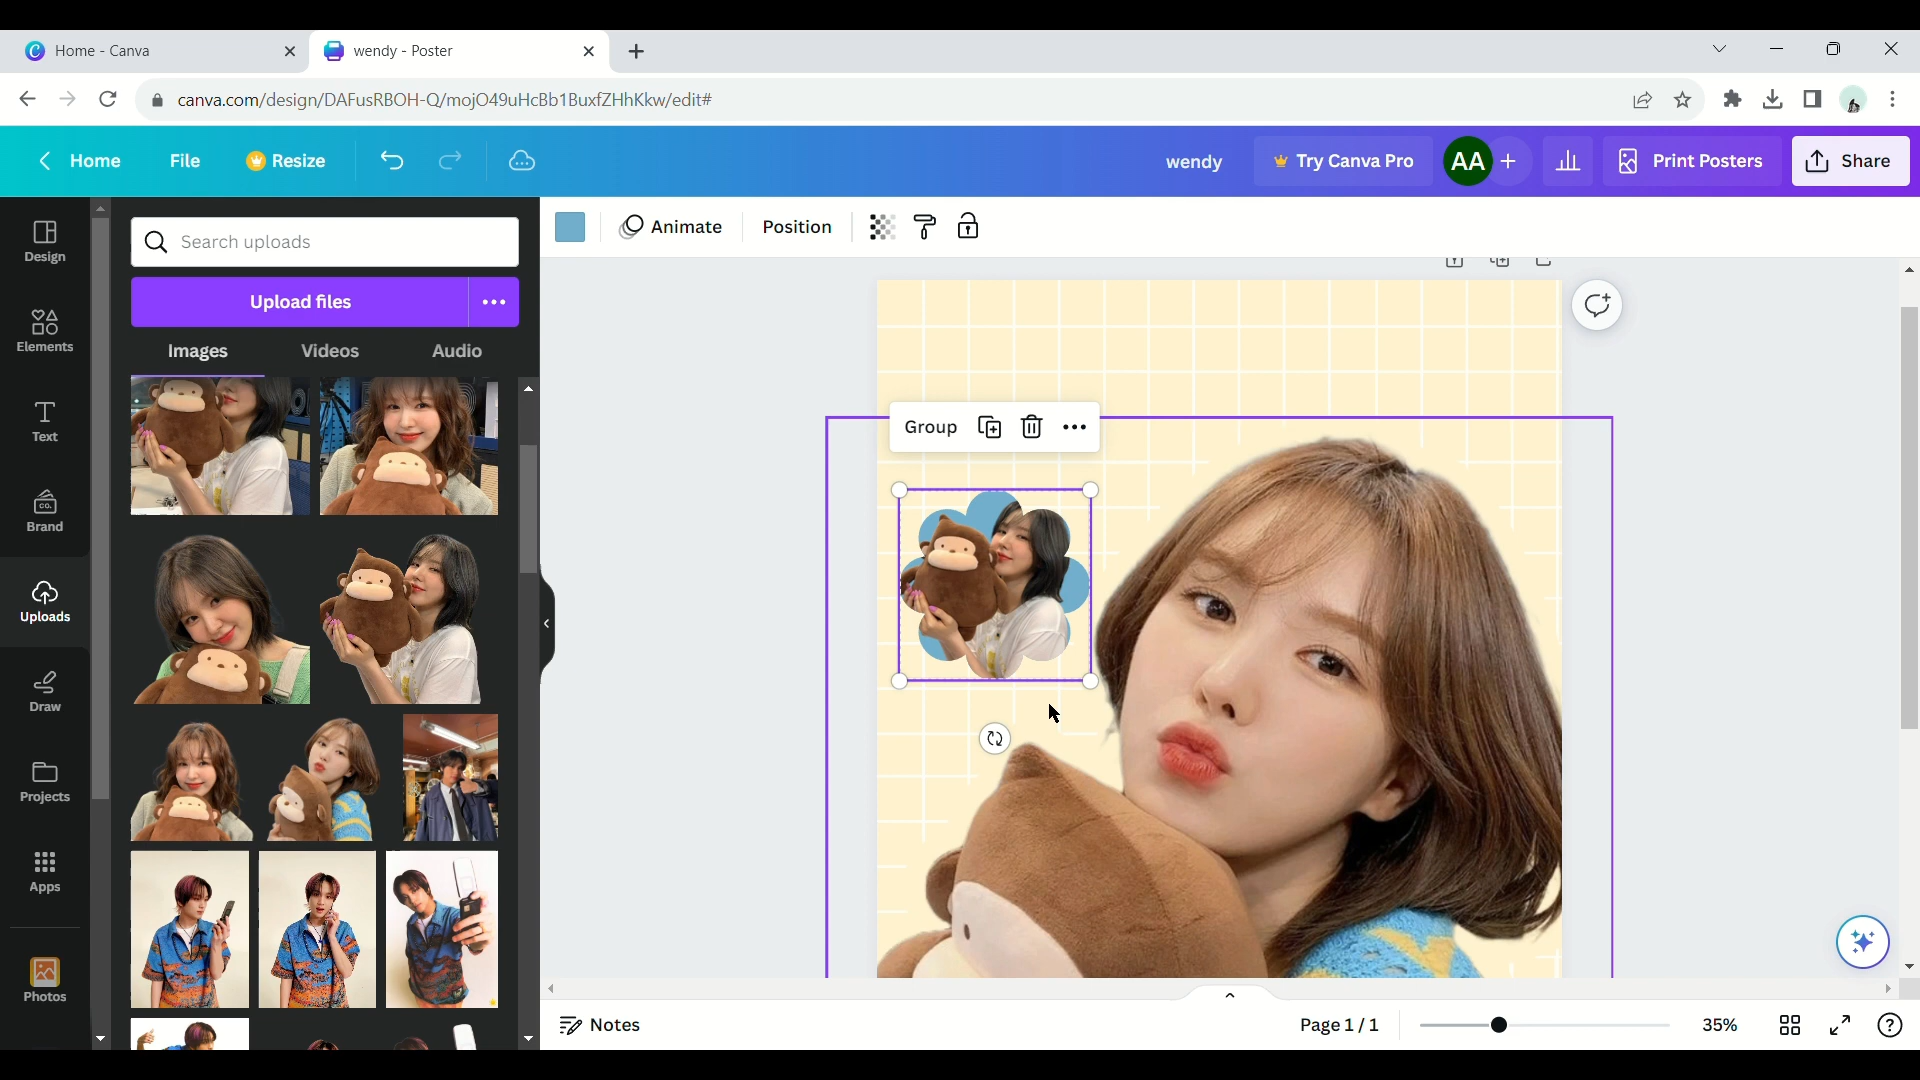 Home - Canva
wendy - Poster
canva.com/design/DAFusRBOH-Q/mojO49uHcBb1BuxfZHhKkw/edit#
Home
File
Resize
wendy
Try Canva Pro
AA
Print Posters
Share
Design
Elements
Text
Brand
Uploads
Draw
Projects
Apps
Photos
Search uploads
Upload files
Images
Videos
Audio
Animate
Position
Group
Notes
Page 1 / 1
35%